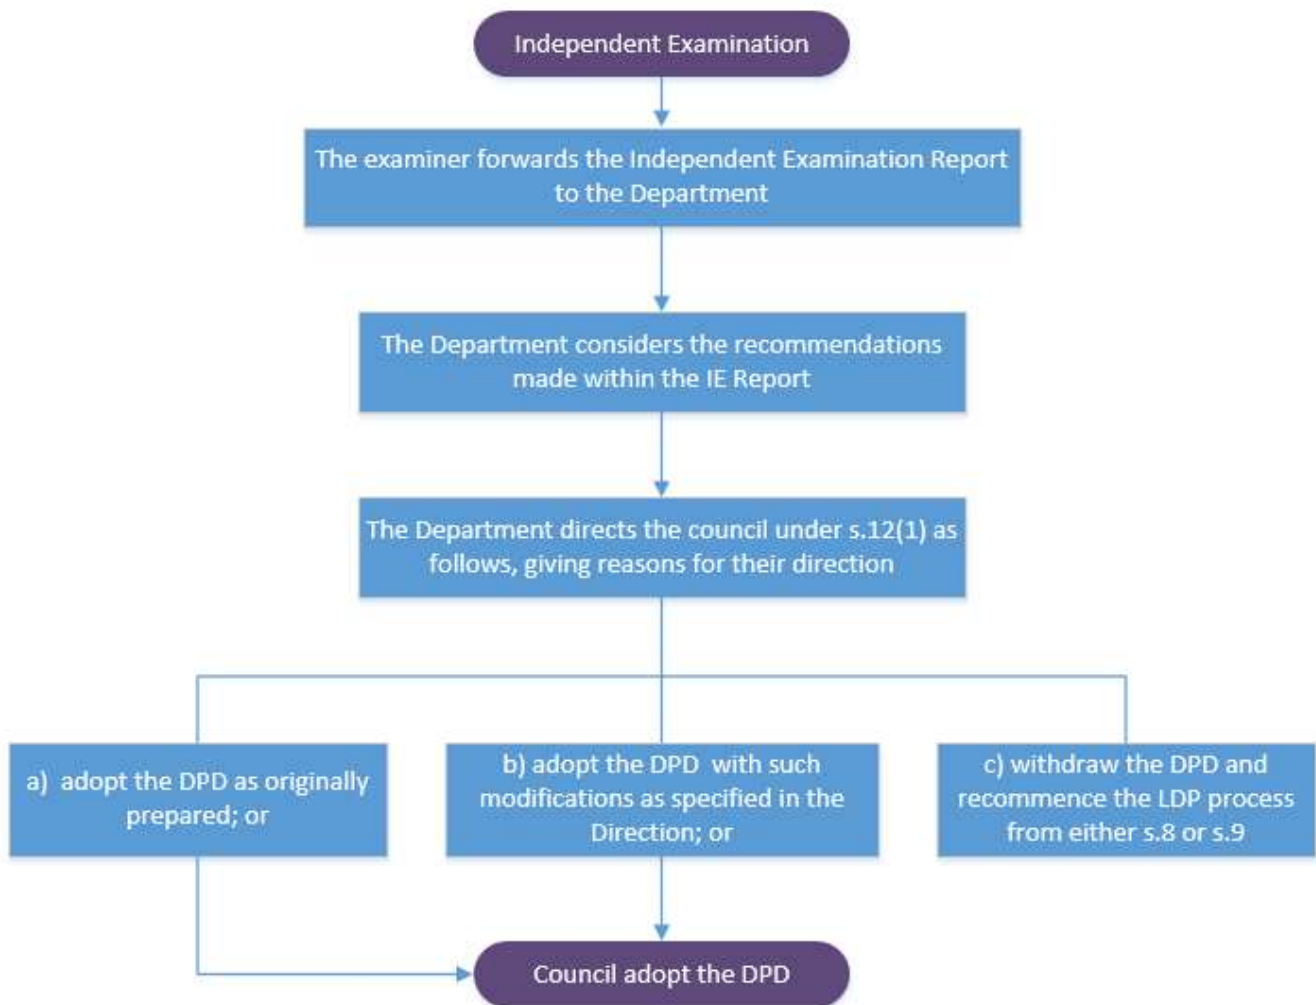 Independent Examination
The examiner forwards the Independent Examination Report
to the Department
The Department considers the recommendations
made within the IE Report
The Department directs the council under s.12(1) as
follows, giving reasons for their direction
a) adopt the DPD as originally
prepared; or
b) adopt the DPD with such
modifications as specified in the
Direction; or
c) withdraw the DPD and
recommence the LDP process
from either s.8 or s.9
Council adopt the DPD